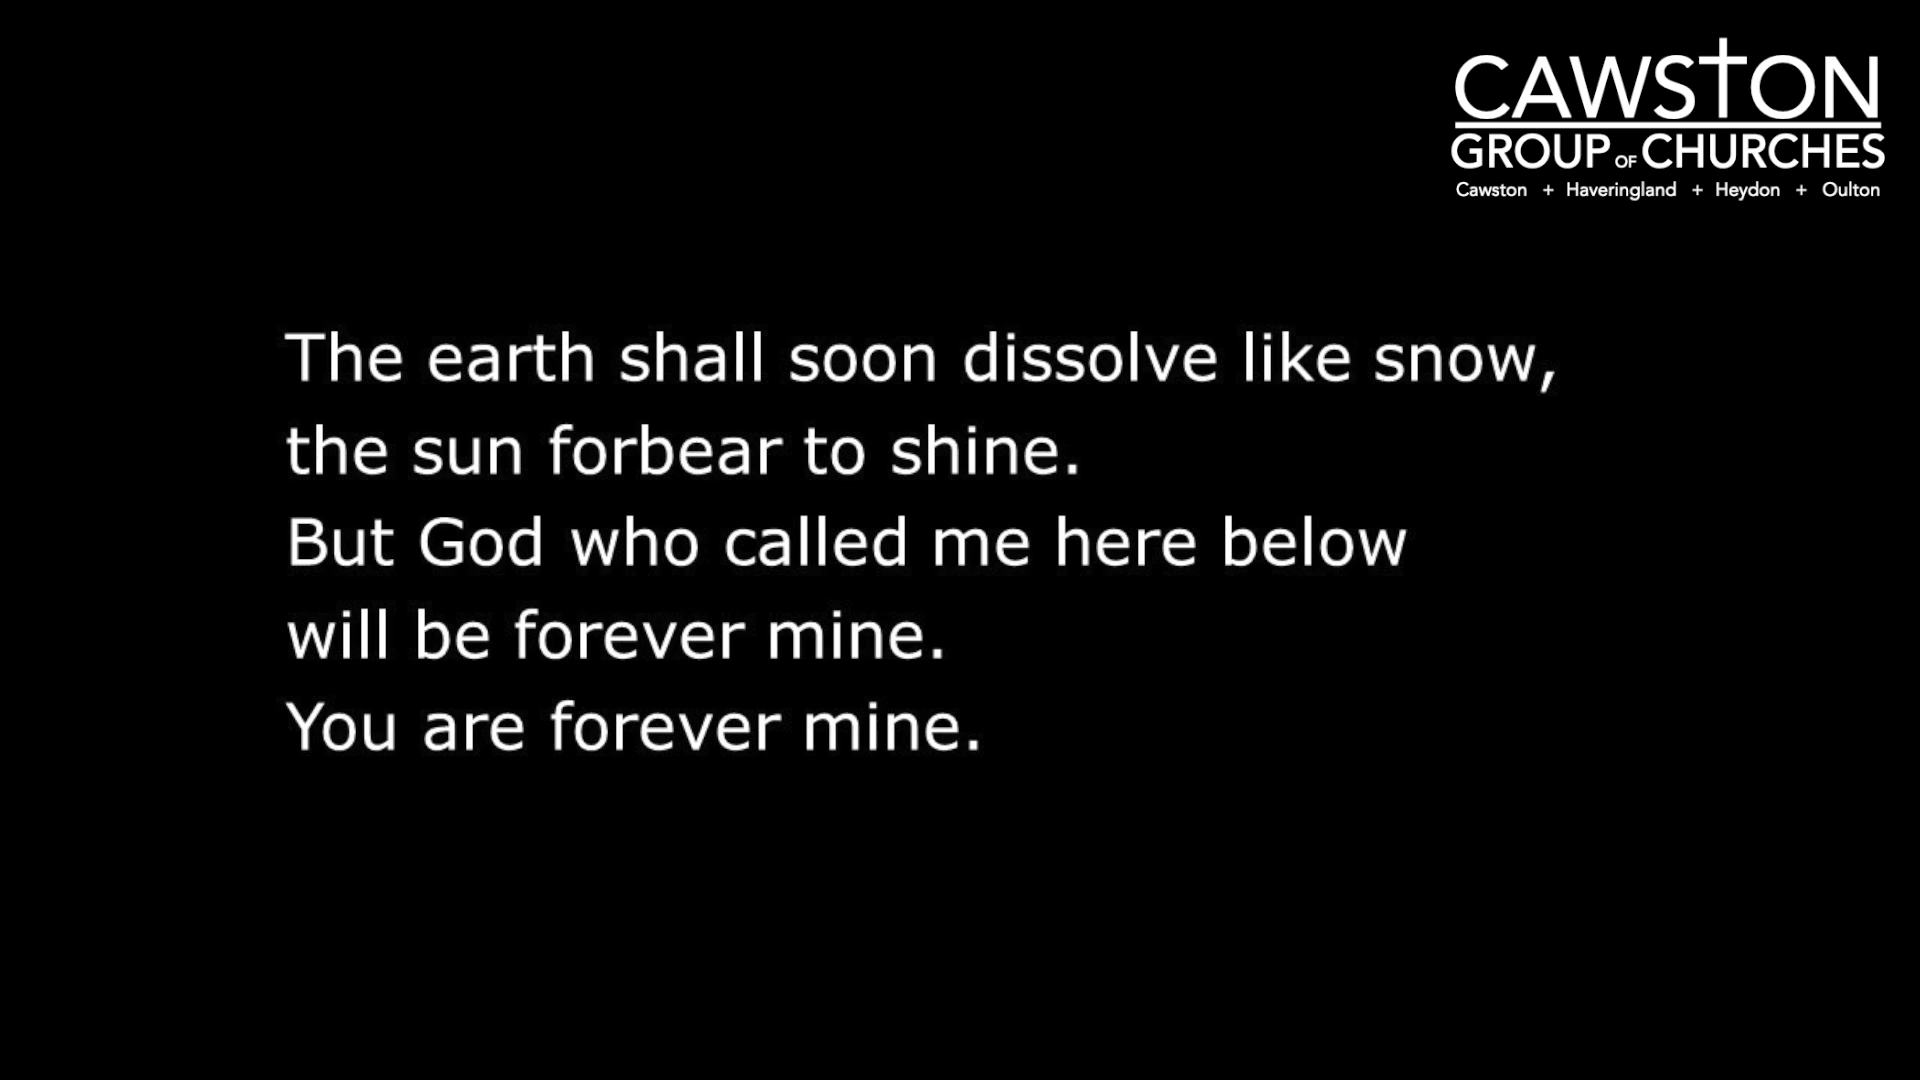 CAWSTON
GROUP OF CHURCHES
Cawston + Haveringland + Heydon + Oulton
The earth shall soon dissolve like snow,
the sun forbear to shine.
But God who called me here below
will be forever mine.
You are forever mine.